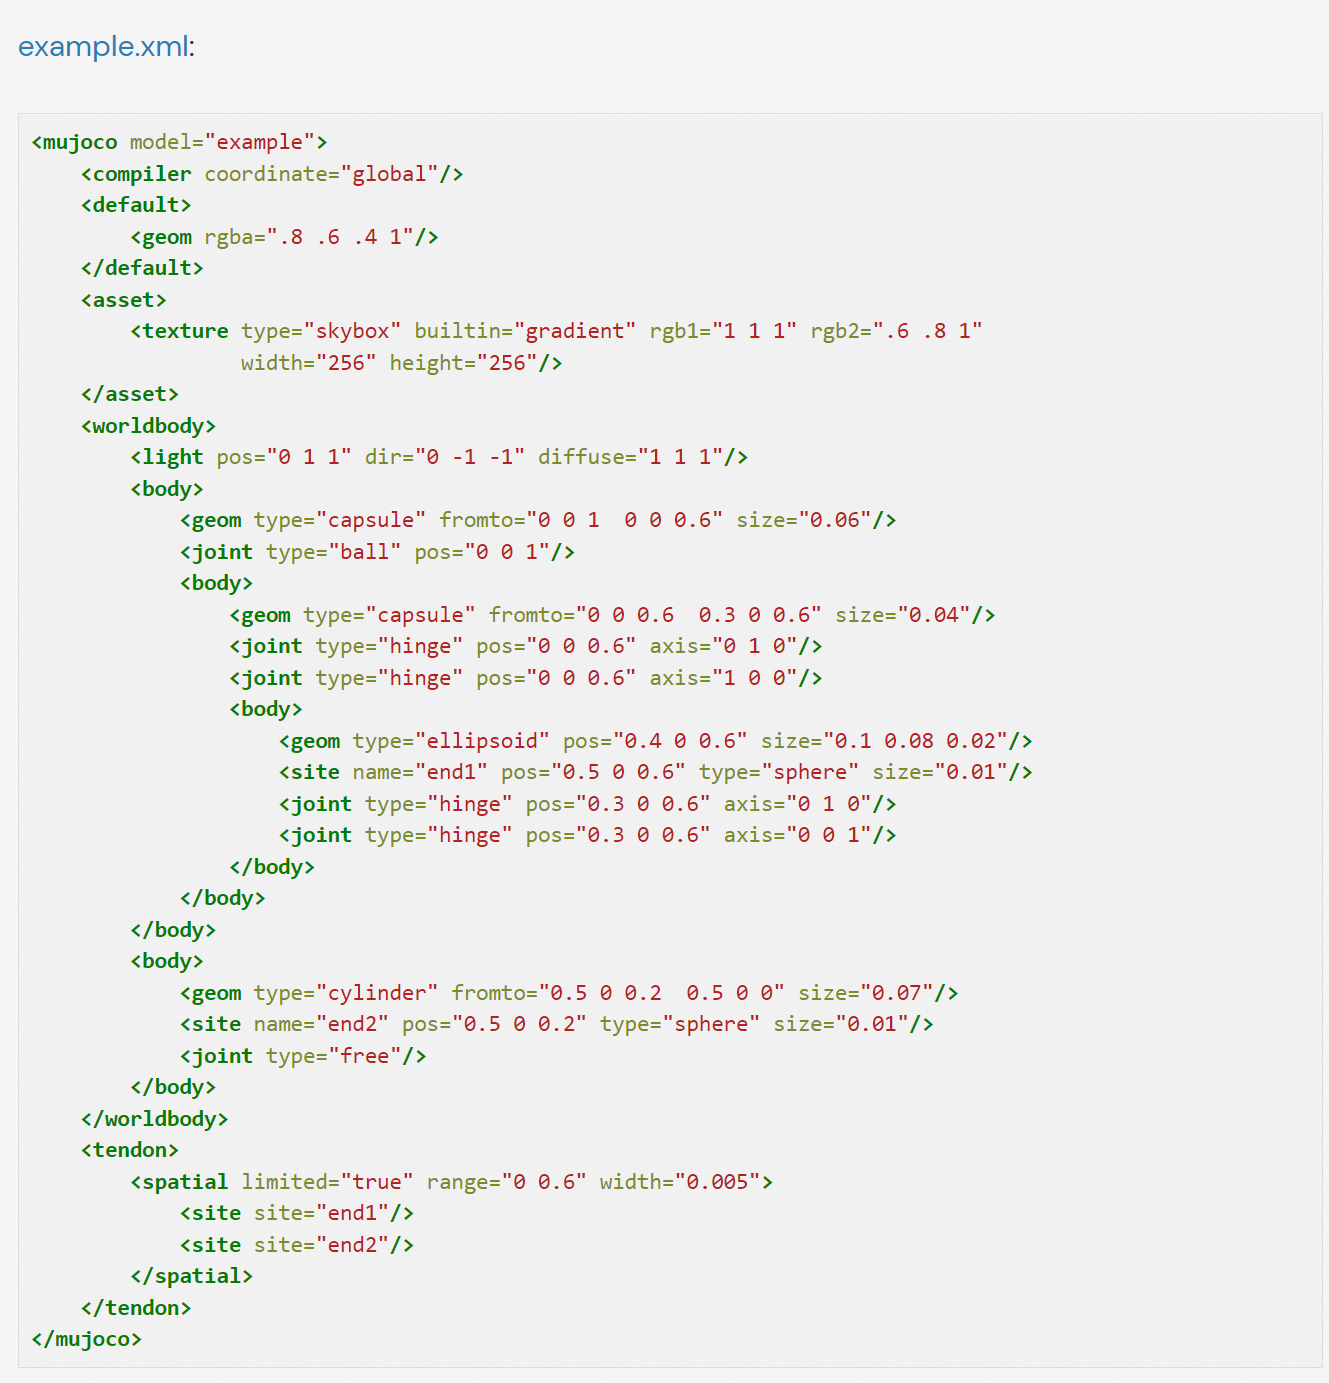 example.xml:
<mujoco model="example">
    <compiler coordinate="global"/>
    <default>
        <geom rgba=".8 .6 .4 1"/>
    </default>
    <asset>
        <texture type="skybox" builtin="gradient" rgb1="1 1 1" rgb2=".6 .8 1"
                 width="256" height="256"/>
    </asset>
    <worldbody>
        <light pos="0 1 1" dir="0 -1 -1" diffuse="1 1 1"/>
        <body>
            <geom type="capsule" fromto="0 0 1  0 0 0.6" size="0.06"/>
            <joint type="ball" pos="0 0 1"/>
            <body>
                <geom type="capsule" fromto="0 0 0.6  0.3 0 0.6" size="0.04"/>
                <joint type="hinge" pos="0 0 0.6" axis="0 1 0"/>
                <joint type="hinge" pos="0 0 0.6" axis="1 0 0"/>
                <body>
                    <geom type="ellipsoid" pos="0.4 0 0.6" size="0.1 0.08 0.02"/>
                    <site name="end1" pos="0.5 0 0.6" type="sphere" size="0.01"/>
                    <joint type="hinge" pos="0.3 0 0.6" axis="0 1 0"/>
                    <joint type="hinge" pos="0.3 0 0.6" axis="0 0 1"/>
                </body>
            </body>
        </body>
        <body>
            <geom type="cylinder" fromto="0.5 0 0.2  0.5 0 0" size="0.07"/>
            <site name="end2" pos="0.5 0 0.2" type="sphere" size="0.01"/>
            <joint type="free"/>
        </body>
    </worldbody>
    <tendon>
        <spatial limited="true" range="0 0.6" width="0.005">
            <site site="end1"/>
            <site site="end2"/>
        </spatial>
    </tendon>
</mujoco>